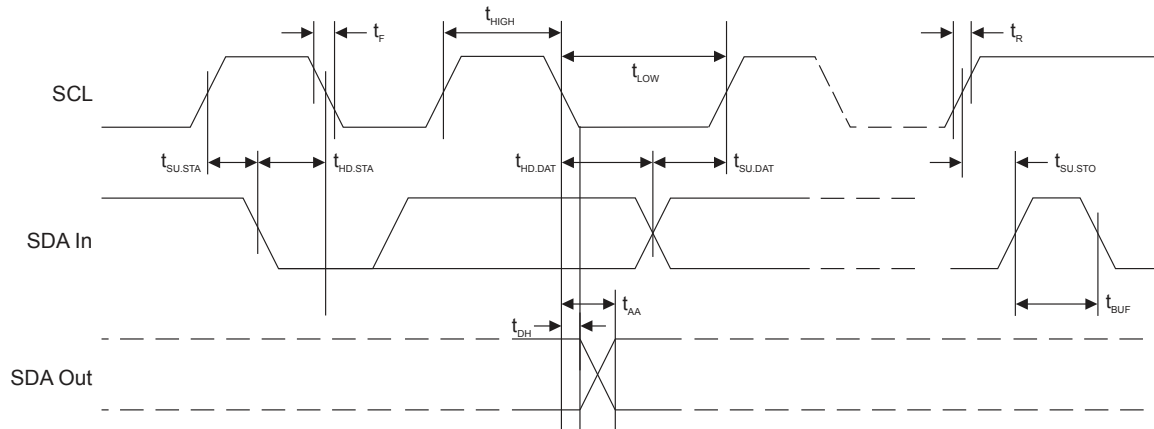 tHIGH
tF
tR
tLOW
SCL
tSU.STA
tHD.STA
tHD.DAT
tSU.DAT
tSU.STO
SDA In
tAA
tBUF
tDH
SDA Out